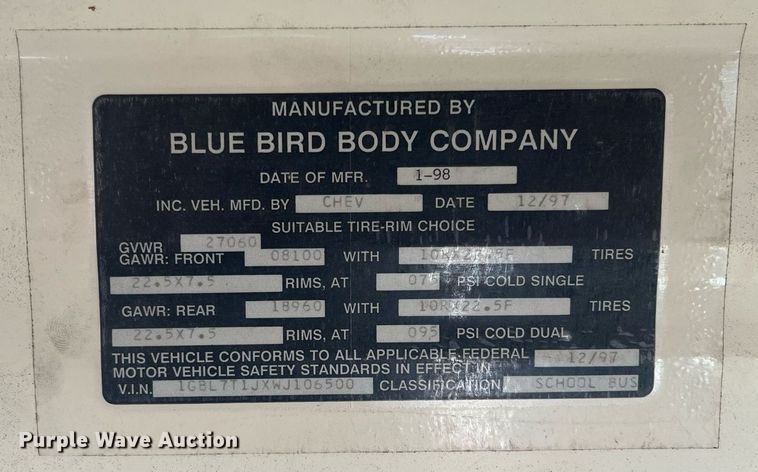 MANUFACTURED BY
BLUE BIRD BODY COMPANY
DATE OF MFR. 1-98
INC. VEH. MFD. BY CHEV DATE 12/97
SUITABLE TIRE-RIM CHOICE
GVWR 27060
GAWR: FRONT 08100 WITH 10RX22.5F TIRES
22.5X7.5 RIMS, AT 075 PSI COLD SINGLE
GAWR: REAR 18960 WITH 10RX22.5F TIRES
22.5X7.5 RIMS, AT 095 PSI COLD DUAL
THIS VEHICLE CONFORMS TO ALL APPLICABLE FEDERAL 12/97
MOTOR VEHICLE SAFETY STANDARDS IN EFFECT IN
V.I.N. 1GBL7T1JXWJ106500 CLASSIFICATION SCHOOL BUS
Purple Wave Auction